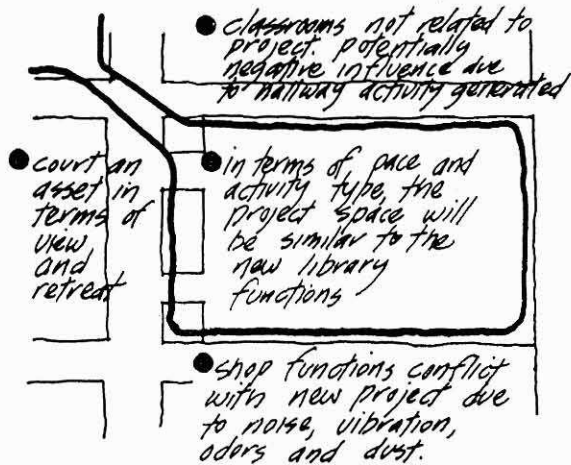 classrooms not related to
project. potentially
negative influence due
to hallway activity generated
court an
asset in
terms of
view
and
retreat
in terms of pace and
activity type, the
project space will
be similar to the
new library
functions
shop functions conflict
with new project due
to noise, vibration,
odors and dust.